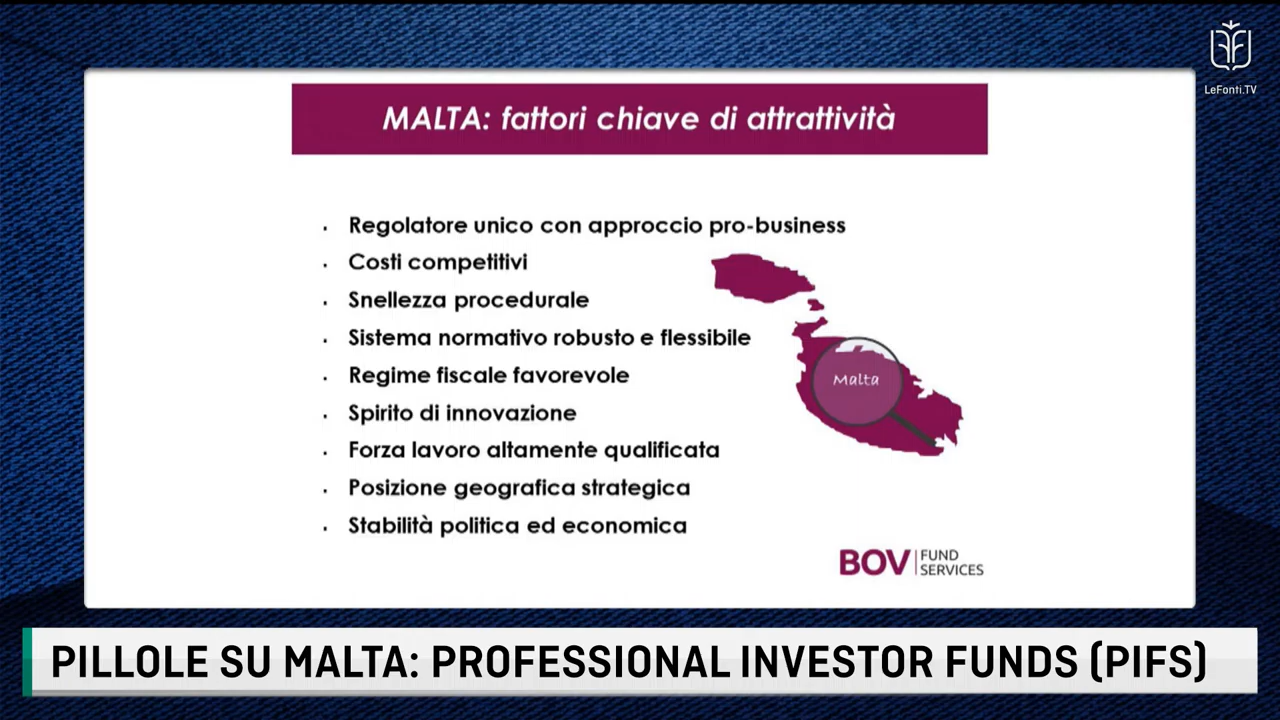 LeFonti.TV
MALTA: fattori chiave di attrattività
Regolatore unico con approccio pro-business
Costi competitivi
Snellezza procedurale
Sistema normativo robusto e flessibile
Regime fiscale favorevole
Spirito di innovazione
Forza lavoro altamente qualificata
Posizione geografica strategica
Stabilità politica ed economica
Malta
BOV FUND
SERVICES
PILLOLE SU MALTA: PROFESSIONAL INVESTOR FUNDS (PIFS)